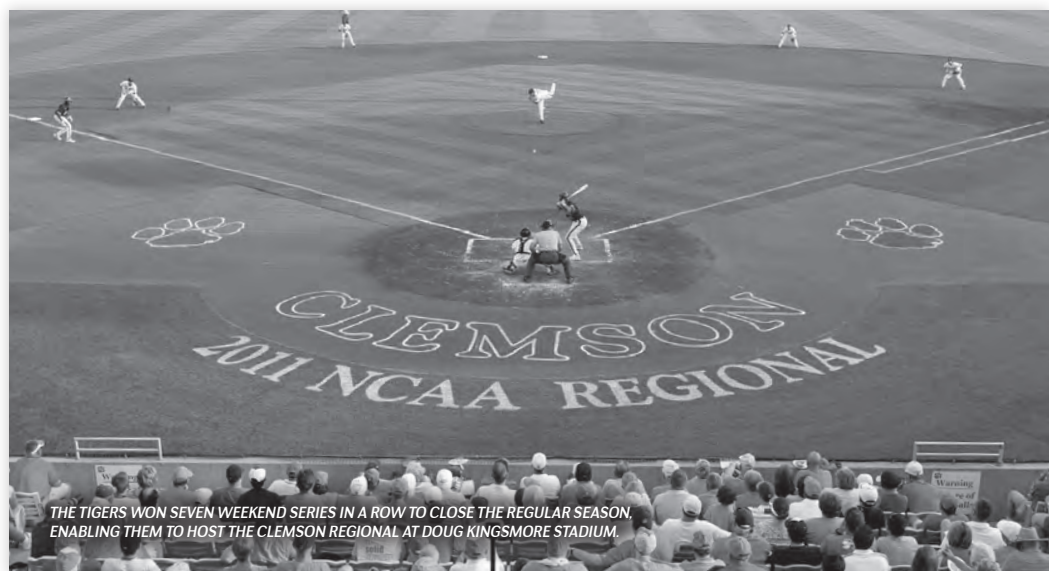 CLEMSON
2011 NCAA REGIONAL
Warning
THE TIGERS WON SEVEN WEEKEND SERIES IN A ROW TO CLOSE THE REGULAR SEASON,
ENABLING THEM TO HOST THE CLEMSON REGIONAL AT DOUG KINGSMORE STADIUM.